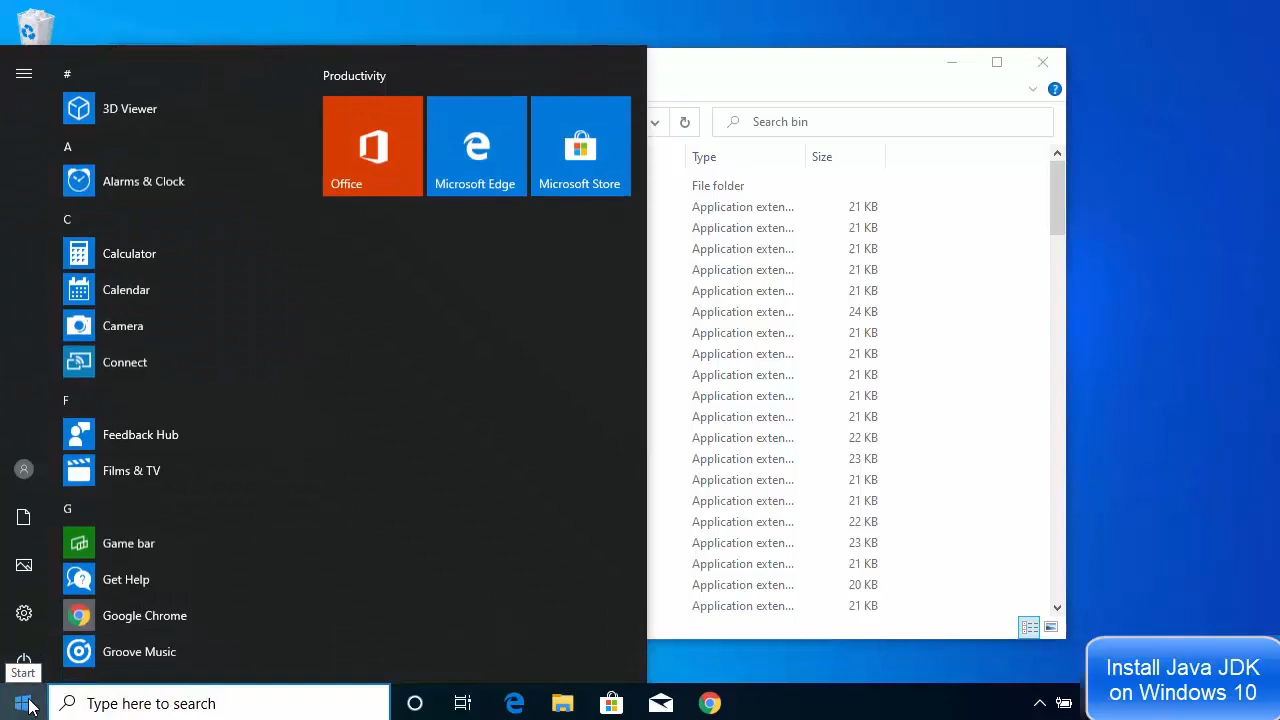 #
3D Viewer
A
Alarms & Clock
C
Calculator
Calendar
Camera
Connect
F
Feedback Hub
Films & TV
G
Game bar
Get Help
Google Chrome
Groove Music
Productivity
Office
Microsoft Edge
Microsoft Store
Search bin
Type Size
File folder
Application exten... 21 KB
Application exten... 21 KB
Application exten... 21 KB
Application exten... 21 KB
Application exten... 21 KB
Application exten... 24 KB
Application exten... 21 KB
Application exten... 21 KB
Application exten... 21 KB
Application exten... 21 KB
Application exten... 21 KB
Application exten... 22 KB
Application exten... 23 KB
Application exten... 21 KB
Application exten... 21 KB
Application exten... 22 KB
Application exten... 23 KB
Application exten... 21 KB
Application exten... 20 KB
Application exten... 21 KB
Start
Type here to search
Install Java JDK
on Windows 10